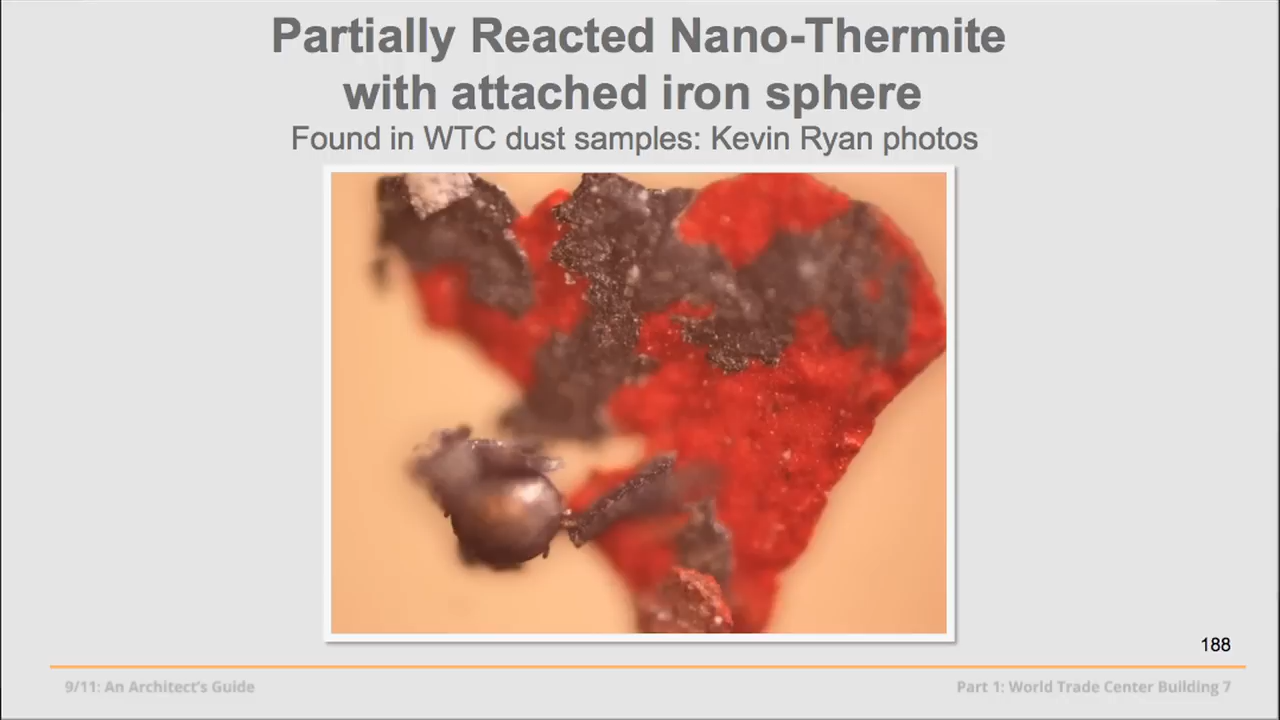 Partially Reacted Nano-Thermite
with attached iron sphere
Found in WTC dust samples: Kevin Ryan photos
188
9/11: An Architect's Guide
Part 1: World Trade Center Building 7